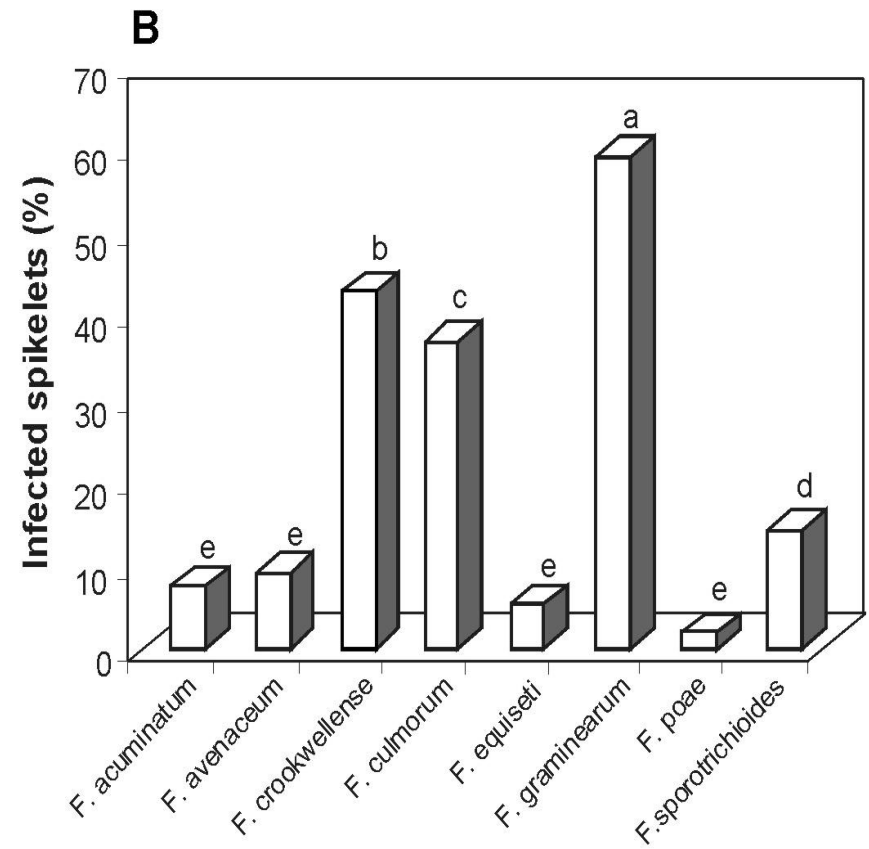 B
Infected spikelets (%)
70
60
50
40
30
20
10
0
e
e
b
c
e
a
e
d
F. acuminatum
F. avenaceum
F. crookwellense
F. culmorum
F. equiseti
F. graminearum
F. poae
F.sporotrichioides